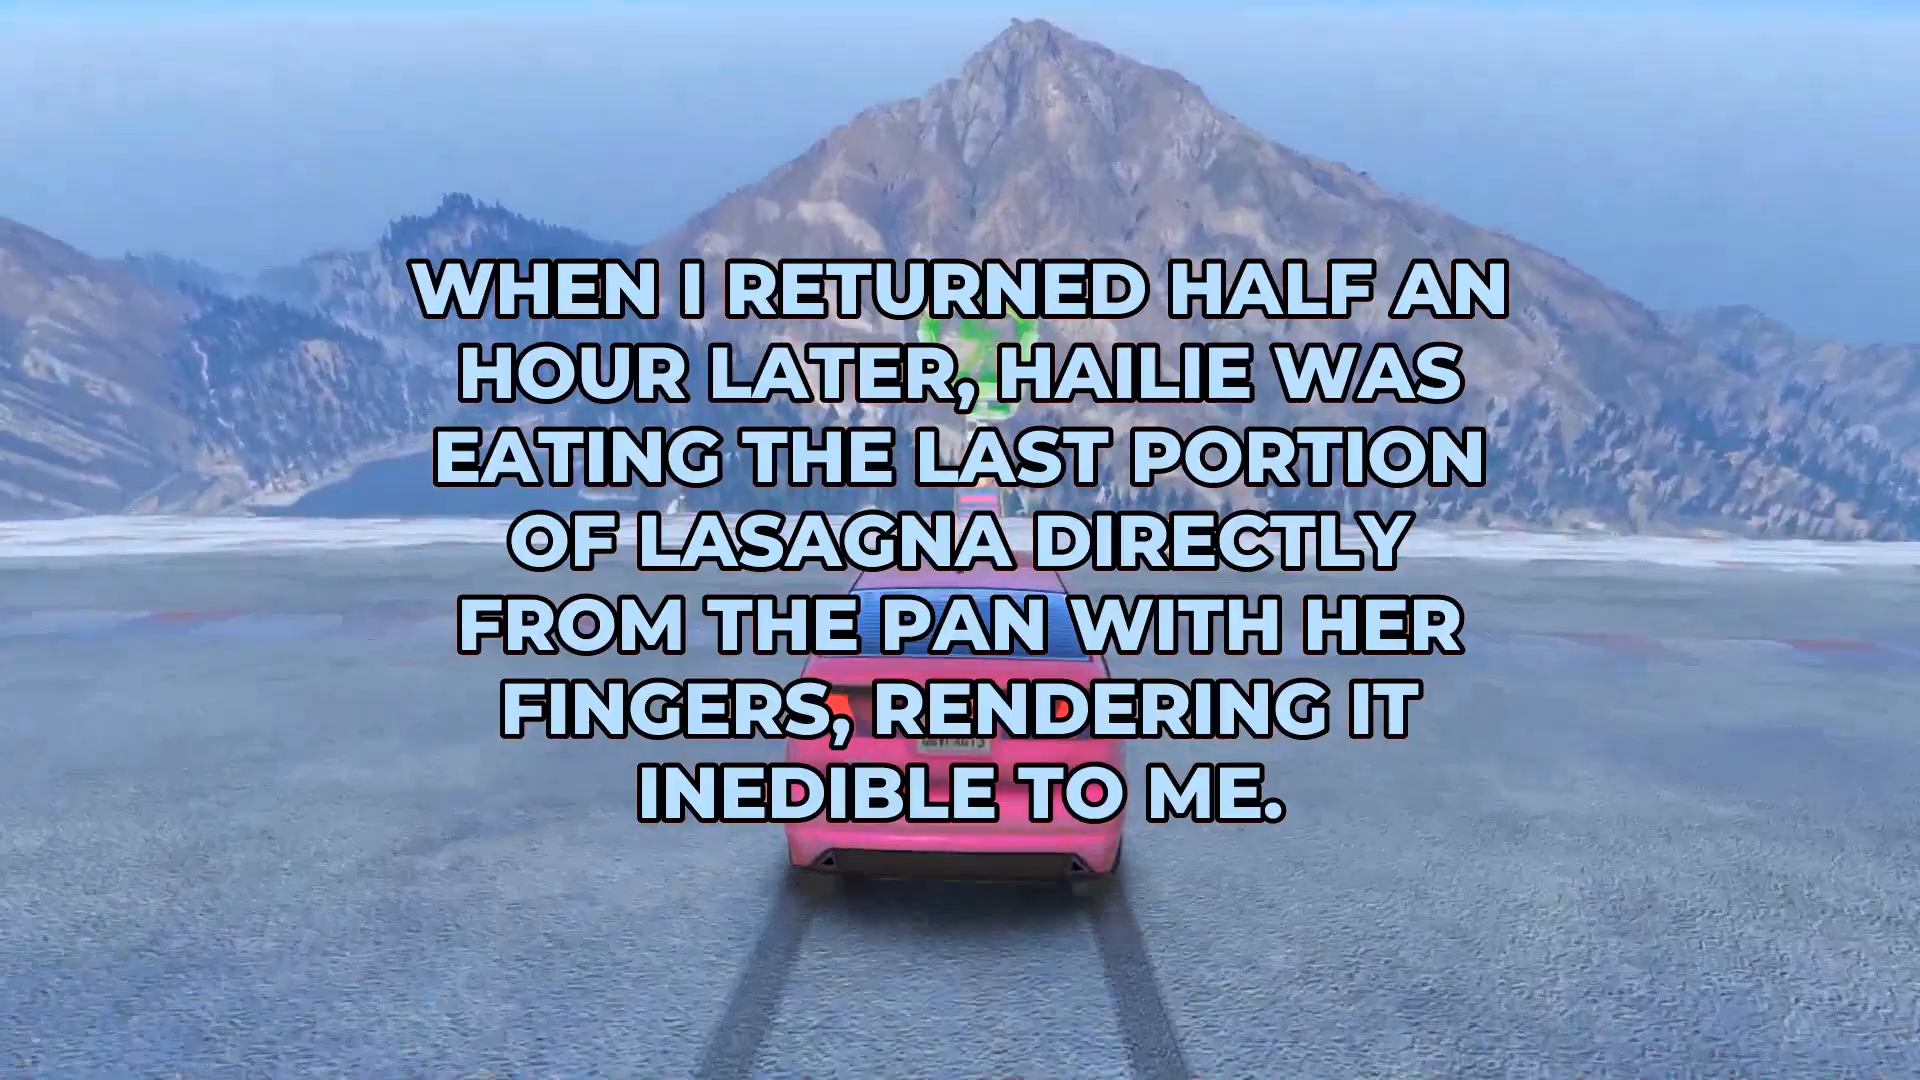 WHEN I RETURNED HALF AN
HOUR LATER, HAILIE WAS
EATING THE LAST PORTION
OF LASAGNA DIRECTLY
FROM THE PAN WITH HER
FINGERS, RENDERING IT
INEDIBLE TO ME.